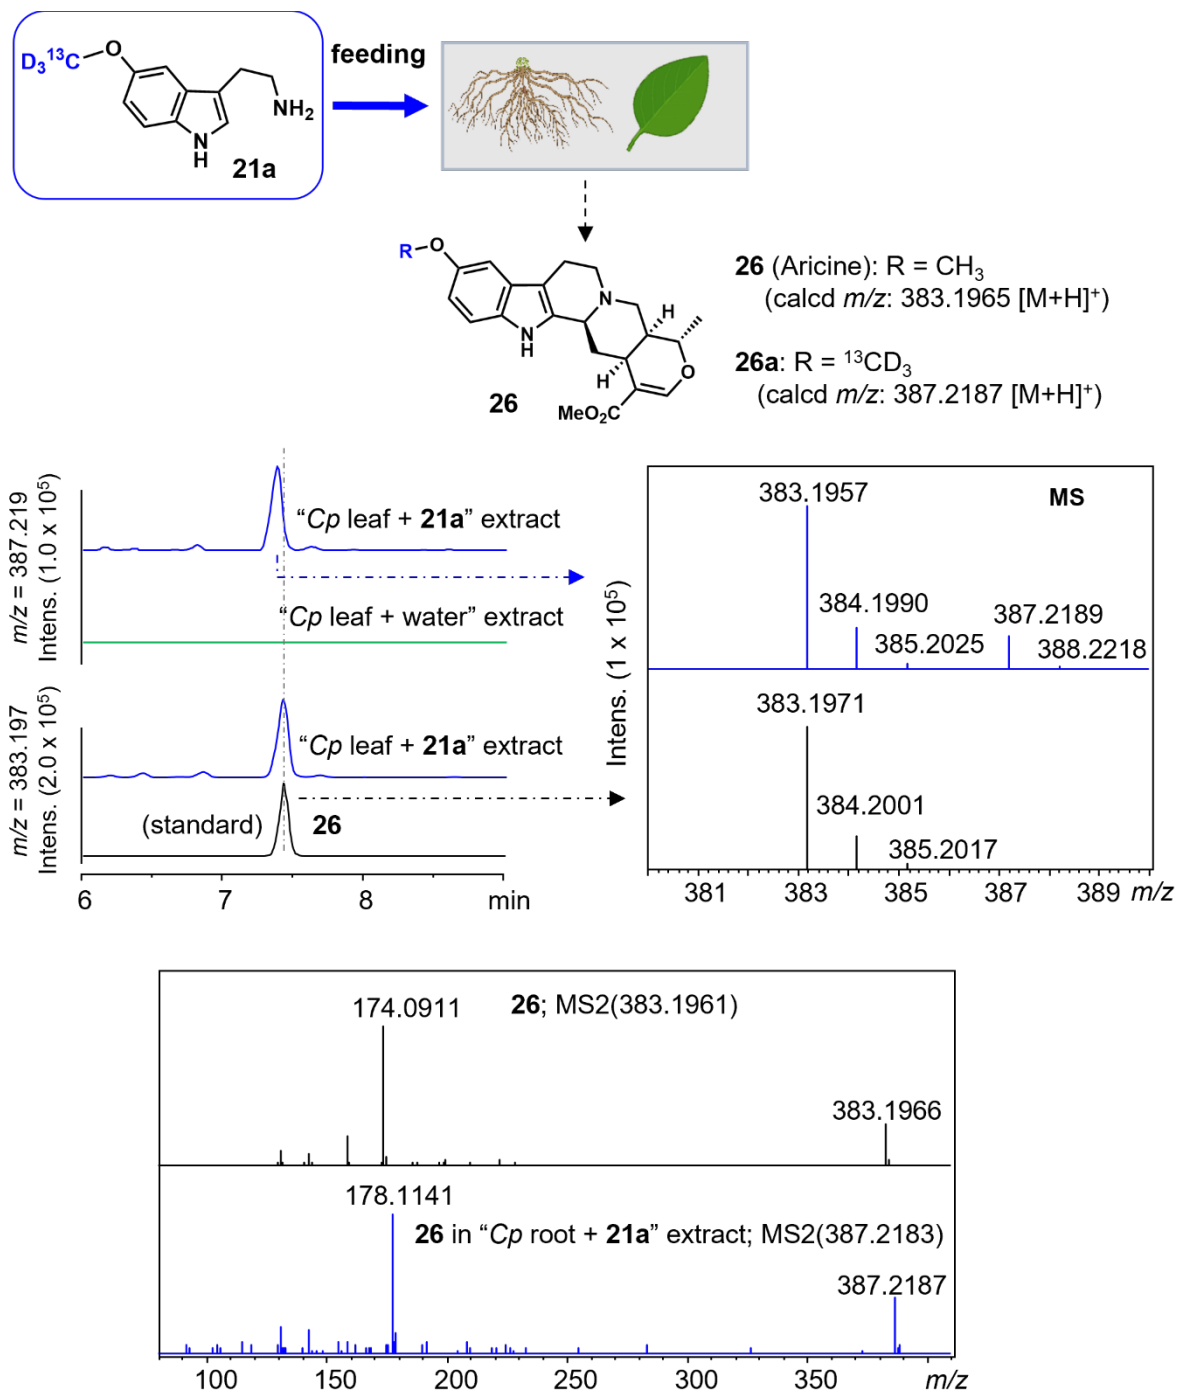 D₃¹³C
O
feeding
NH₂
N
H
21a
R
O
N
H
N
H
H
O
MeO₂C
26
26 (Aricine): R = CH₃
(calcd m/z: 383.1965 [M+H]⁺)
26a: R = ¹³CD₃
(calcd m/z: 387.2187 [M+H]⁺)
m/z = 387.219
Intens. (1.0 x 10⁵)
"Cp leaf + 21a" extract
"Cp leaf + water" extract
m/z = 383.197
Intens. (2.0 x 10⁵)
"Cp leaf + 21a" extract
(standard) 26
6 7 8 min
Intens. (1 x 10⁵)
MS
383.1957
384.1990
385.2025
387.2189
388.2218
383.1971
384.2001
385.2017
381 383 385 387 389 m/z
174.0911
26; MS2(383.1961)
383.1966
178.1141
26 in "Cp root + 21a" extract; MS2(387.2183)
387.2187
100 150 200 250 300 350 m/z